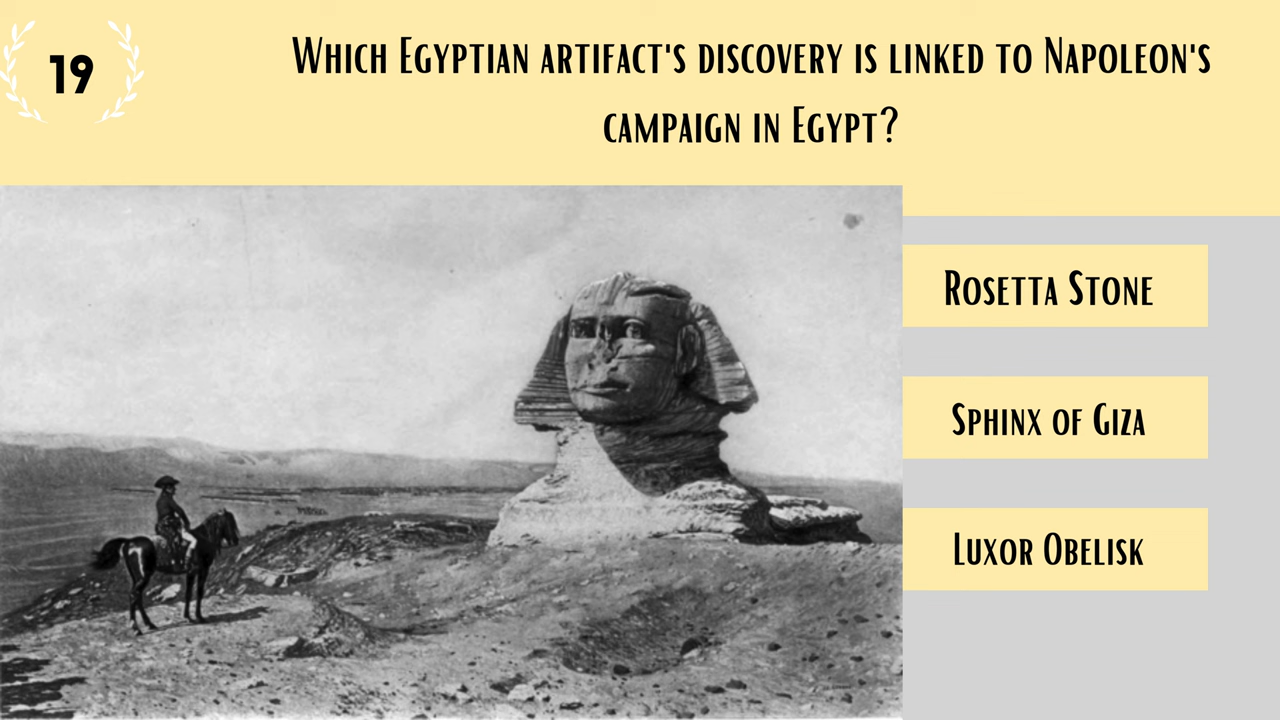 19
Which Egyptian artifact's discovery is linked to Napoleon's
campaign in Egypt?
Rosetta Stone
Sphinx of Giza
Luxor Obelisk